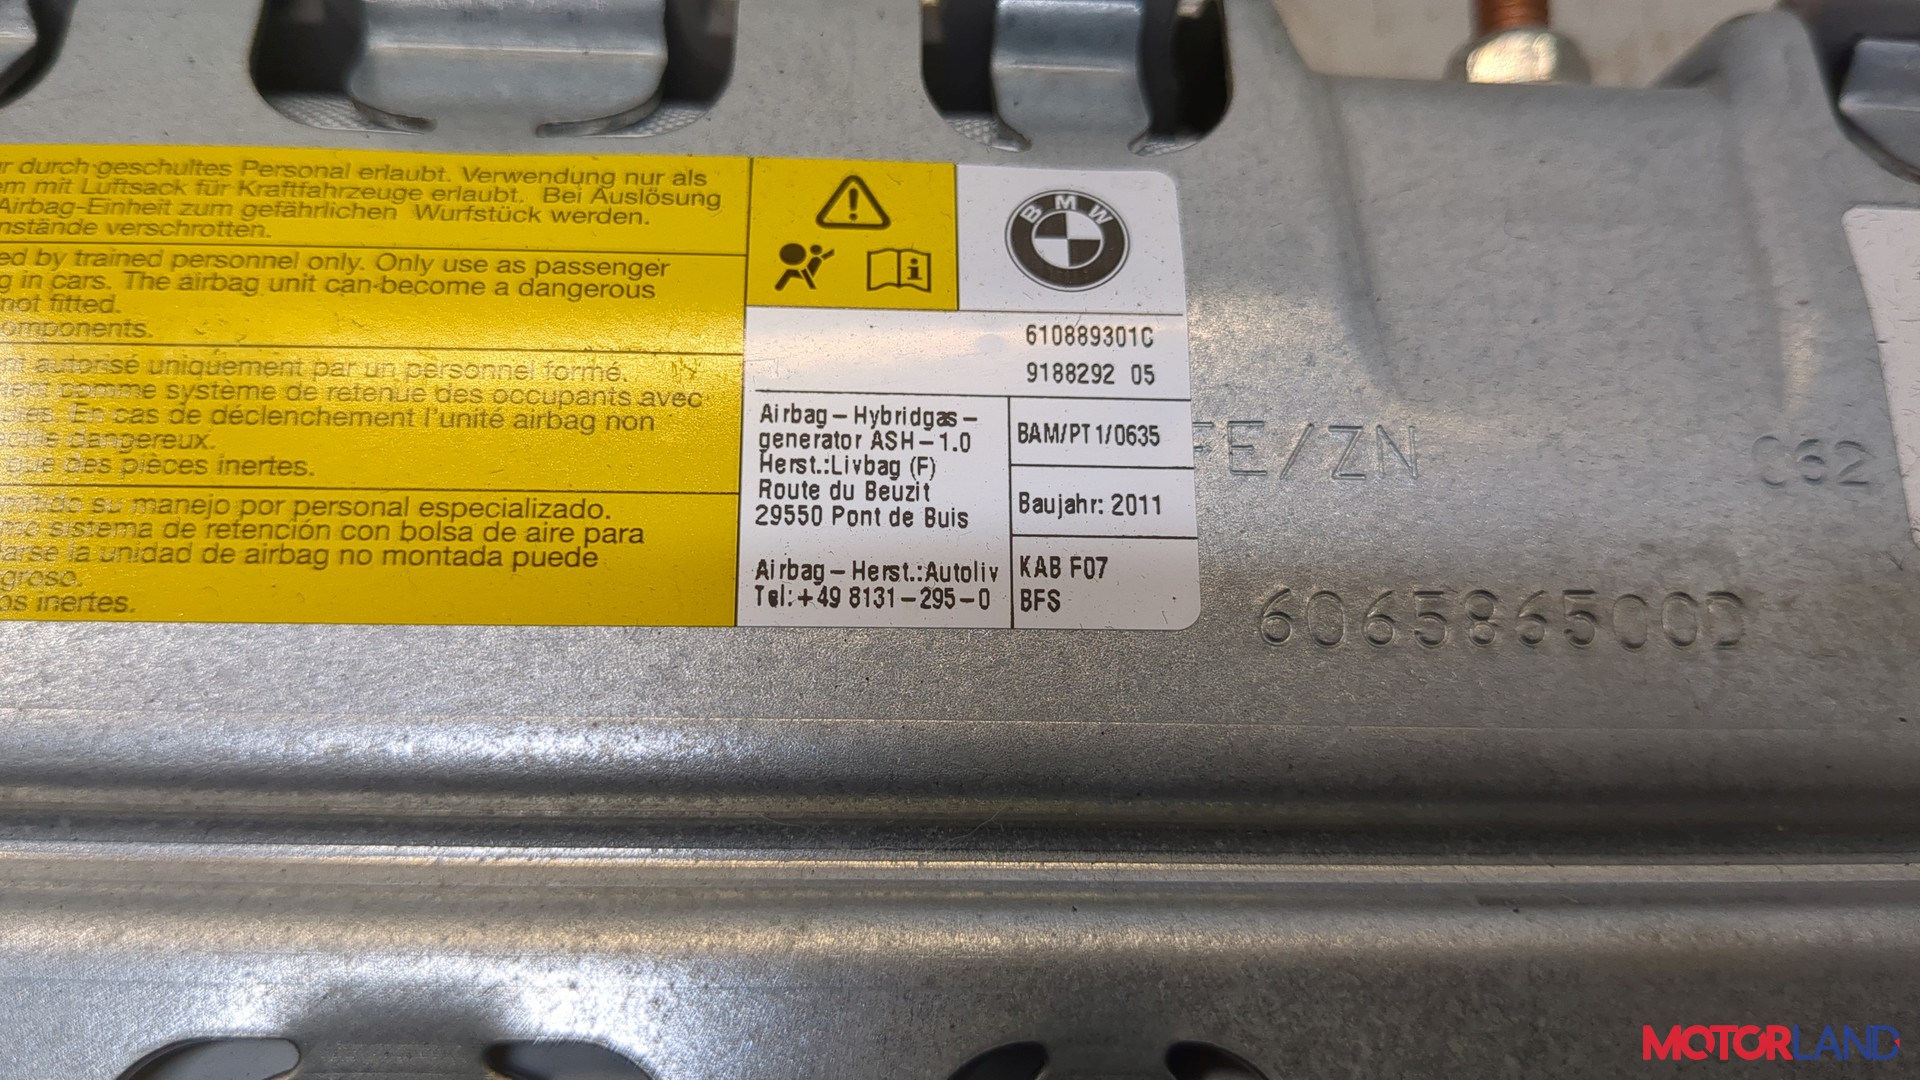 durch geschultes Personal erlaubt. Verwendung nur als
mit Luftsack für Kraftfahrzeuge erlaubt. Bei Auslösung
Airbag-Einheit zum gefährlichen Wurfstück werden.
verschrotten.
by trained personnel only. Only use as passenger
in cars. The airbag unit can become a dangerous
not fitted.
components.
autorisé uniquement par un personnel formé.
comme système de retenue des occupants avec
En cas de déclenchement l'unité airbag non
dangereux.
des pièces inertes.
su manejo por personal especializado.
sistema de retención con bolsa de aire para
la unidad de airbag no montada puede
inertes.
BMW
610889301C
9188292 05
Airbag-Hybridgas-
generator ASH-1.0
Herst.:Livbag (F)
Route du Beuzit
29550 Pont de Buis
Airbag-Herst.:Autoliv
Tel:+49 8131-295-0
BAM/PT1/0635
Baujahr: 2011
KAB F07
BFS
FE/ZN
C62
606586500D
MOTORLAND